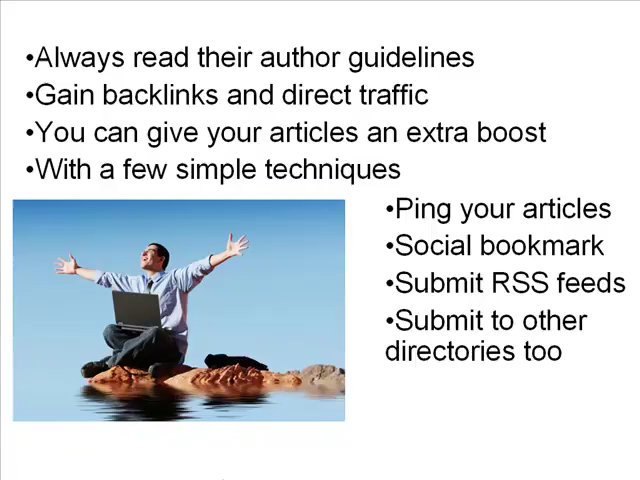 •Always read their author guidelines
•Gain backlinks and direct traffic
•You can give your articles an extra boost
•With a few simple techniques
•Ping your articles
•Social bookmark
•Submit RSS feeds
•Submit to other
directories too